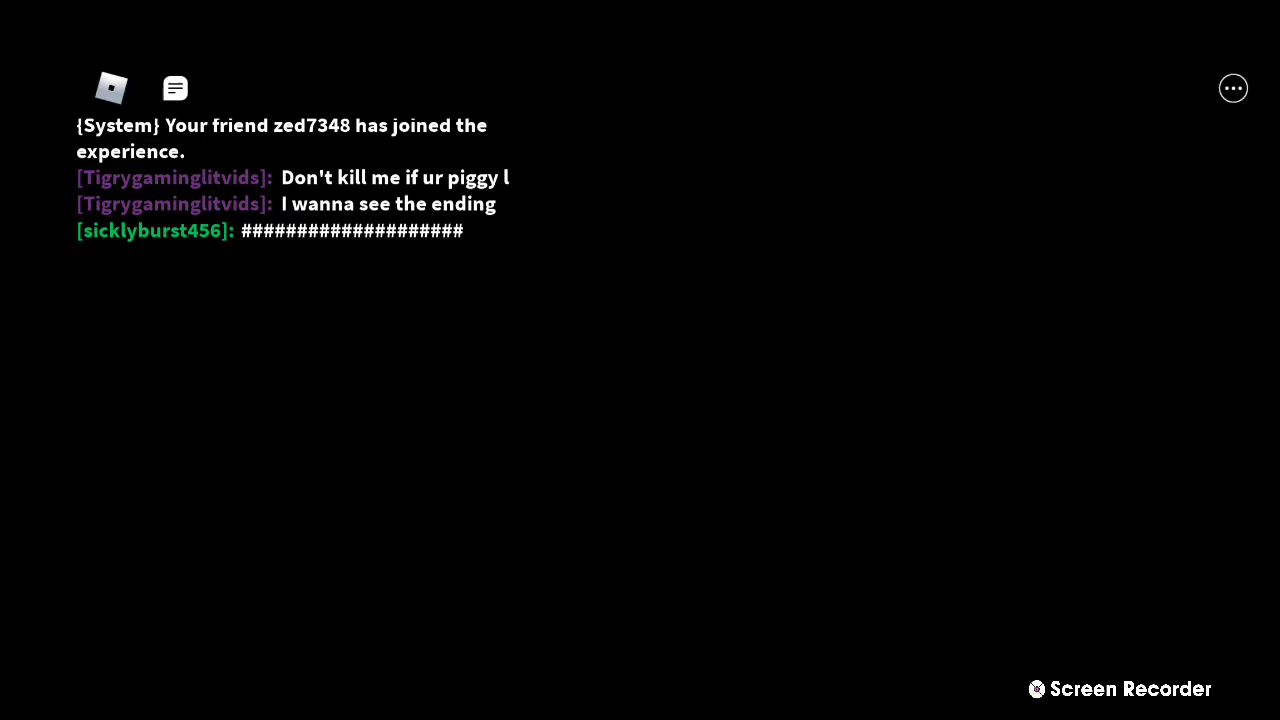 {System} Your friend zed7348 has joined the
experience.
[Tigrygaminglitvids]: Don't kill me if ur piggy l
[Tigrygaminglitvids]: I wanna see the ending
[sicklyburst456]: ####################
Screen Recorder